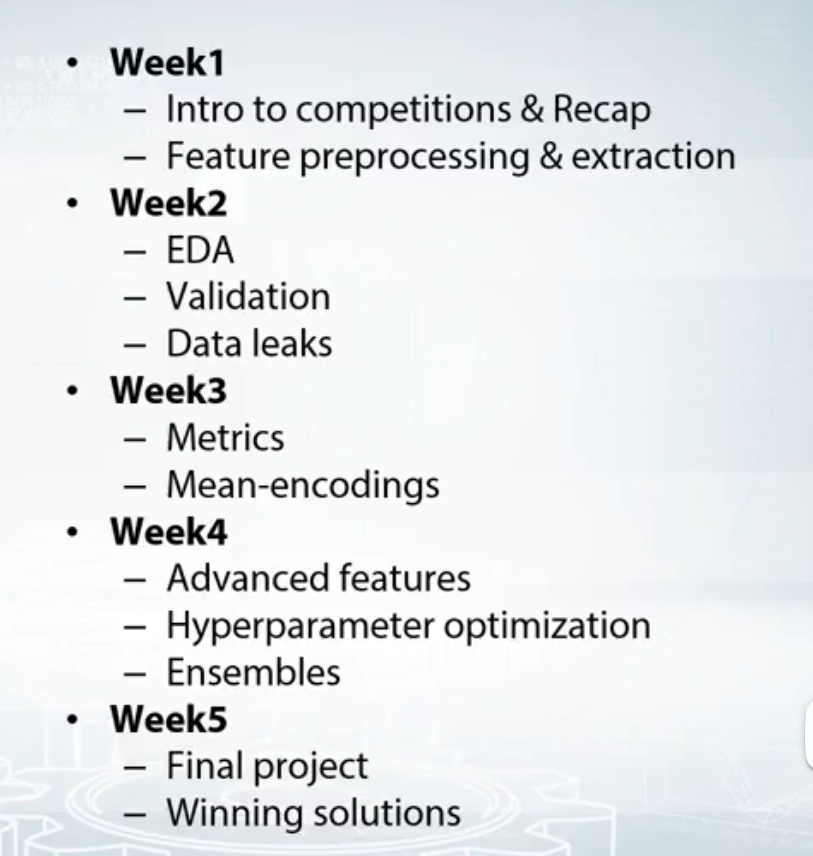 • Week1
– Intro to competitions & Recap
– Feature preprocessing & extraction
• Week2
– EDA
– Validation
– Data leaks
• Week3
– Metrics
– Mean-encodings
• Week4
– Advanced features
– Hyperparameter optimization
– Ensembles
• Week5
– Final project
– Winning solutions